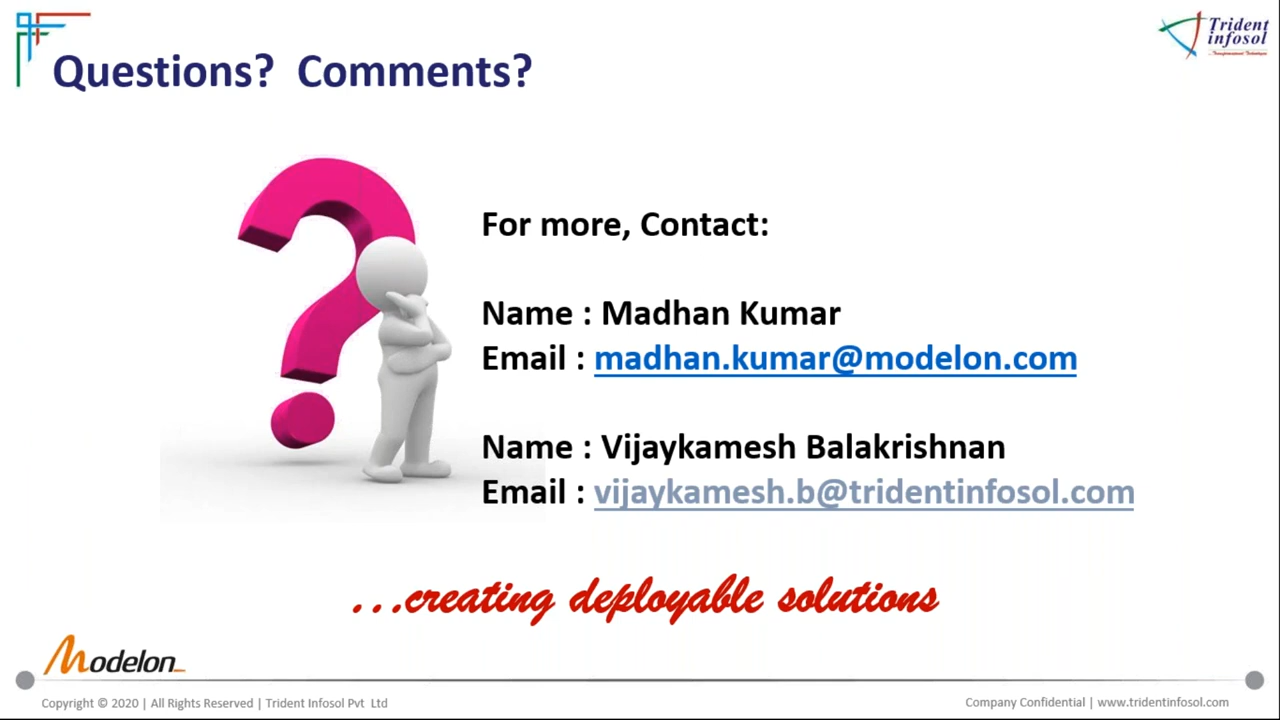 Trident
infosol
Questions? Comments?
For more, Contact:
Name : Madhan Kumar
Email : madhan.kumar@modelon.com
Name : Vijaykamesh Balakrishnan
Email : vijaykamesh.b@tridentinfosol.com
...creating deployable solutions
Modelon
Copyright © 2020 | All Rights Reserved | Trident Infosol Pvt Ltd
Company Confidential | www.tridentinfosol.com